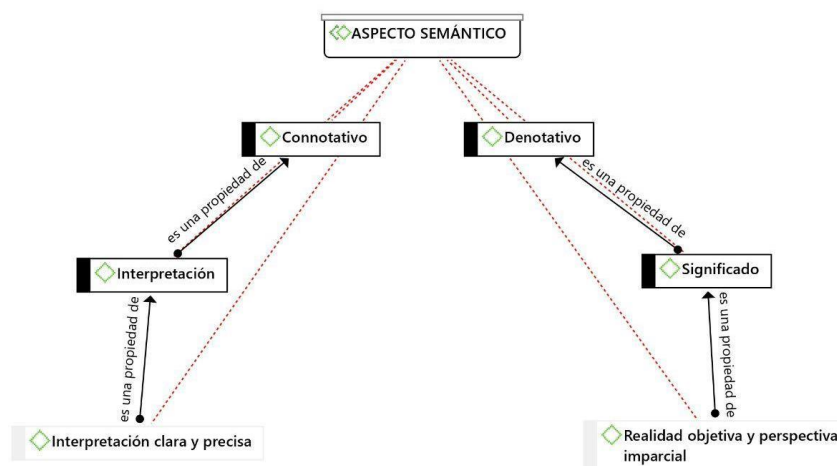 ASPECTO SEMÁNTICO
Connotativo
Denotativo
es una propiedad de
es una propiedad de
Interpretación
Significado
es una propiedad de
es una propiedad de
Interpretación clara y precisa
Realidad objetiva y perspectiva
imparcial